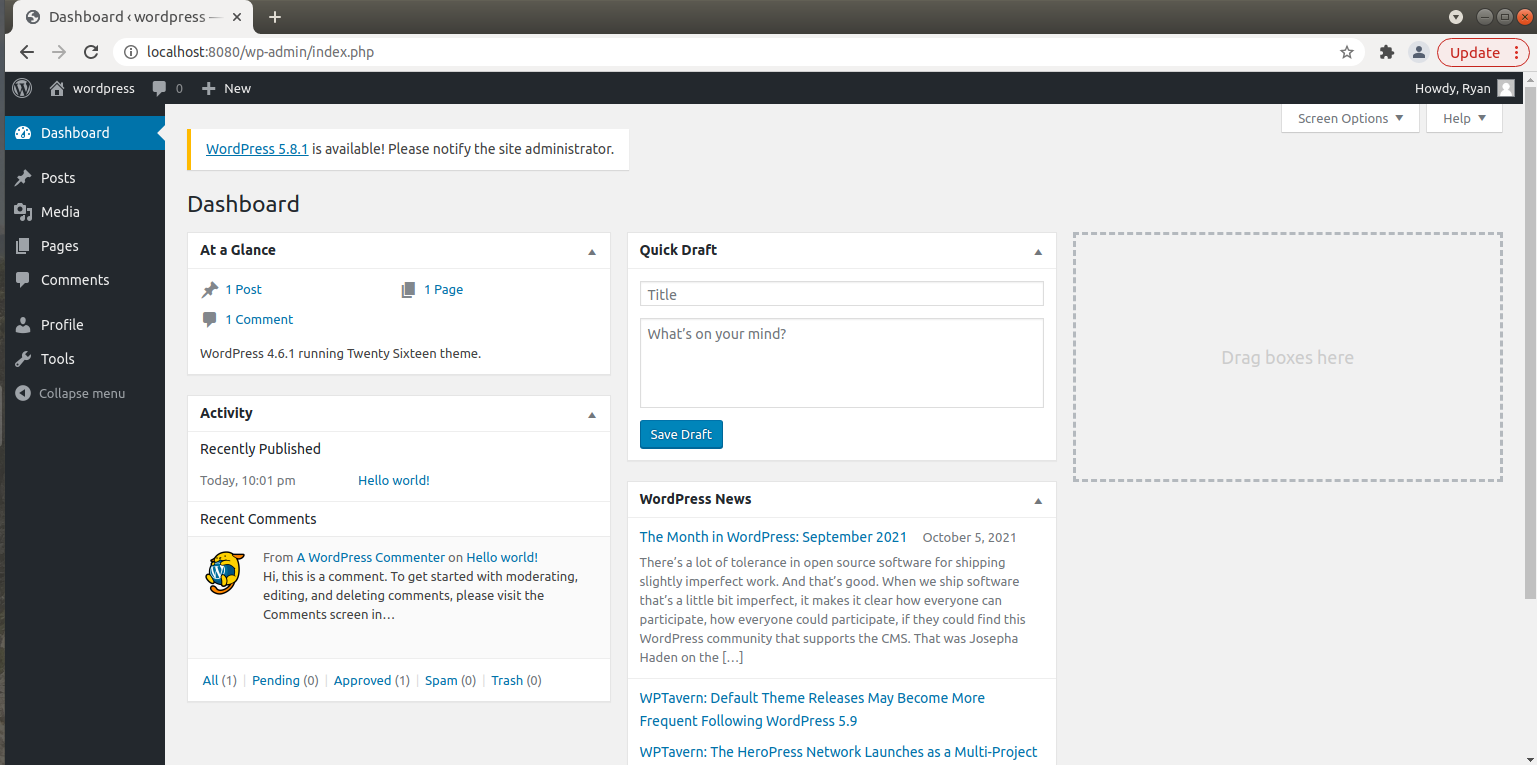 Dashboard ‹ wordpress —
localhost:8080/wp-admin/index.php
Update
wordpress
0
New
Howdy, Ryan
Dashboard
Posts
Media
Pages
Comments
Profile
Tools
Collapse menu
Screen Options
Help
WordPress 5.8.1 is available! Please notify the site administrator.
Dashboard
At a Glance
1 Post
1 Page
1 Comment
WordPress 4.6.1 running Twenty Sixteen theme.
Activity
Recently Published
Today, 10:01 pm
Hello world!
Recent Comments
From A WordPress Commenter on Hello world!
Hi, this is a comment. To get started with moderating,
editing, and deleting comments, please visit the
Comments screen in…
All (1) | Pending (0) | Approved (1) | Spam (0) | Trash (0)
Quick Draft
Title
What’s on your mind?
Save Draft
WordPress News
The Month in WordPress: September 2021 October 5, 2021
There’s a lot of tolerance in open source software for shipping
slightly imperfect work. And that’s good. When we ship software
that’s a little bit imperfect, it makes it clear how everyone can
participate, how everyone could participate, if they could find this
WordPress community that supports the CMS. That was Josepha
Haden on the […]
WPTavern: Default Theme Releases May Become More
Frequent Following WordPress 5.9
WPTavern: The HeroPress Network Launches as a Multi-Project
Drag boxes here